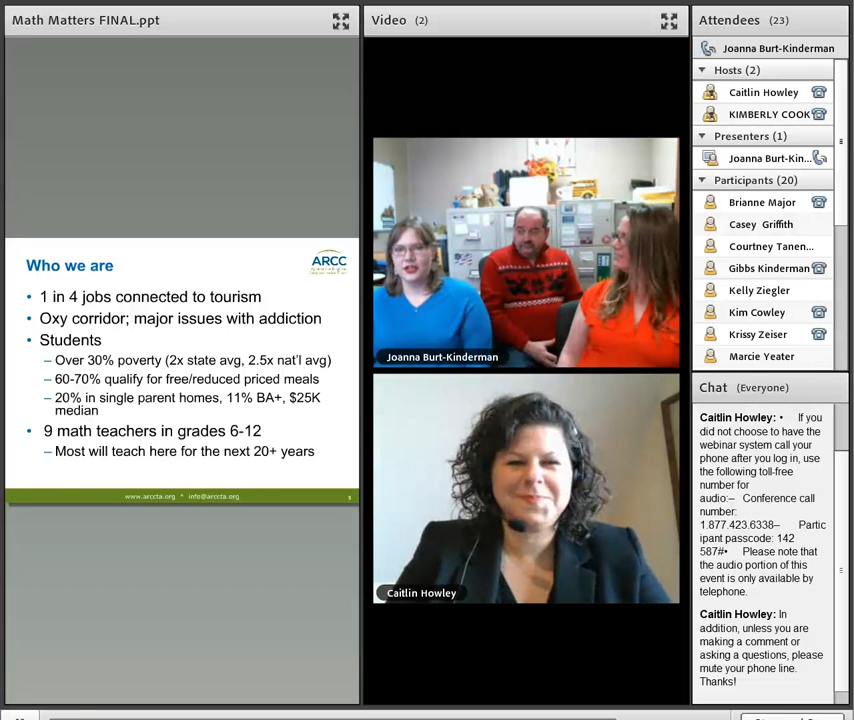 Math Matters FINAL.ppt
Who we are
ARCC
• 1 in 4 jobs connected to tourism
• Oxy corridor; major issues with addiction
• Students
– Over 30% poverty (2x state avg, 2.5x nat'l avg)
– 60-70% qualify for free/reduced priced meals
– 20% in single parent homes, 11% BA+, $25K
median
• 9 math teachers in grades 6-12
– Most will teach here for the next 20+ years
www.arccta.org * info@arccta.org
Video (2)
Joanna Burt-Kinderman
Caitlin Howley
Attendees (23)
Joanna Burt-Kinderman
Hosts (2)
Caitlin Howley
KIMBERLY COOK
Presenters (1)
Joanna Burt-Kin...
Participants (20)
Brianne Major
Casey Griffith
Courtney Tanen...
Gibbs Kinderman
Kelly Ziegler
Kim Cowley
Krissy Zeiser
Marcie Yeater
Chat (Everyone)
Caitlin Howley: • If you
did not choose to have the
webinar system call your
phone after you log in, use
the following toll-free
number for
audio:– Conference call
number:
1.877.423.6338– Partic
ipant passcode: 142
587#• Please note that
the audio portion of this
event is only available by
telephone.
Caitlin Howley: In
addition, unless you are
making a comment or
asking a questions, please
mute your phone line.
Thanks!